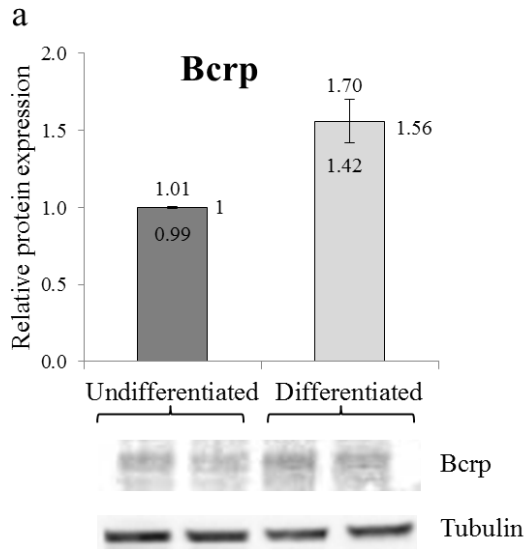 a
Bcrp
Relative protein expression
2.0
1.5
1.0
0.5
0.0
1.01
1
0.99
1.70
1.56
1.42
Undifferentiated Differentiated
Bcrp
Tubulin